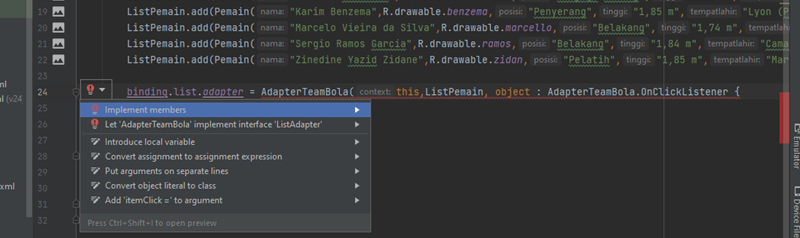 19 ListPemain.add(Pemain( nama: "Karim Benzema",R.drawable.benzema, posisi: "Penyerang", tinggi: "1,85 m", tempatlahir: "Lyon (P
20 ListPemain.add(Pemain( nama: "Marcelo Vieira da Silva",R.drawable.marcello, posisi: "Belakang", tinggi: "1,74 m", tempatlahir:
21 ListPemain.add(Pemain( nama: "Sergio Ramos Garcia",R.drawable.ramos, posisi: "Belakang", tinggi: "1,84 m", tempatlahir: "Cama
22 ListPemain.add(Pemain( nama: "Zinedine Yazid Zidane",R.drawable.zidan, posisi: "Pelatih", tinggi: "1,85 m", tempatlahir: "Mar
23
xml
(v24)
24 binding.list.adapter = AdapterTeamBola( context: this,ListPemain, object : AdapterTeamBola.OnClickListener {
Implement members
Let 'AdapterTeamBola' implement interface 'ListAdapter'
Introduce local variable
28 Convert assignment to assignment expression
Put arguments on separate lines
xml
Convert object literal to class
31 Add 'itemClick =' to argument
32 Press Ctrl+Shift+I to open preview
Emulator
Device File